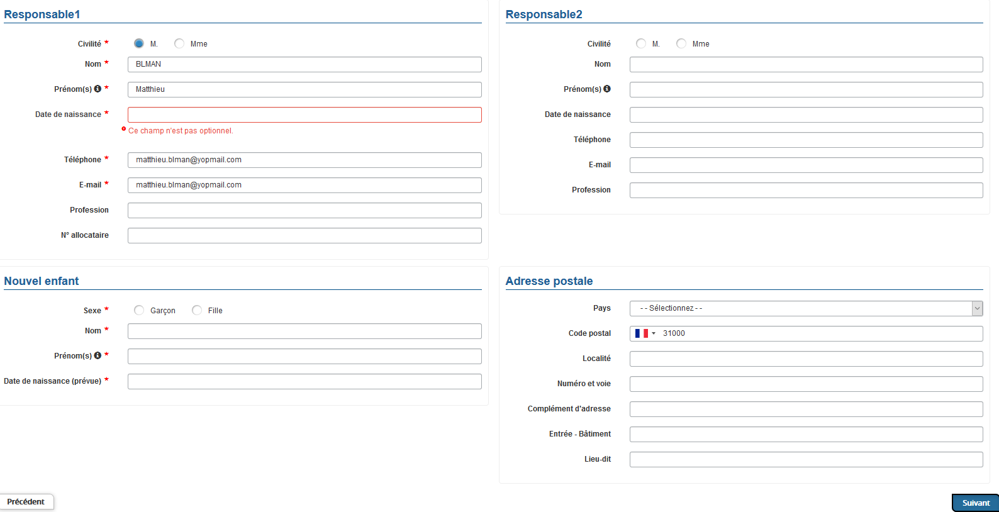 Responsable1
Civilité * M. Mme
Nom * BLMAN
Prénom(s) * Matthieu
Date de naissance *
Ce champ n'est pas optionnel.
Téléphone * matthieu.blman@yopmail.com
E-mail * matthieu.blman@yopmail.com
Profession
N° allocataire
Responsable2
Civilité M. Mme
Nom
Prénom(s)
Date de naissance
Téléphone
E-mail
Profession
Nouvel enfant
Sexe * Garçon Fille
Nom *
Prénom(s) *
Date de naissance (prévue) *
Adresse postale
Pays - - Sélectionnez - -
Code postal 31000
Localité
Numéro et voie
Complément d'adresse
Entrée - Bâtiment
Lieu-dit
Précédent
Suivant